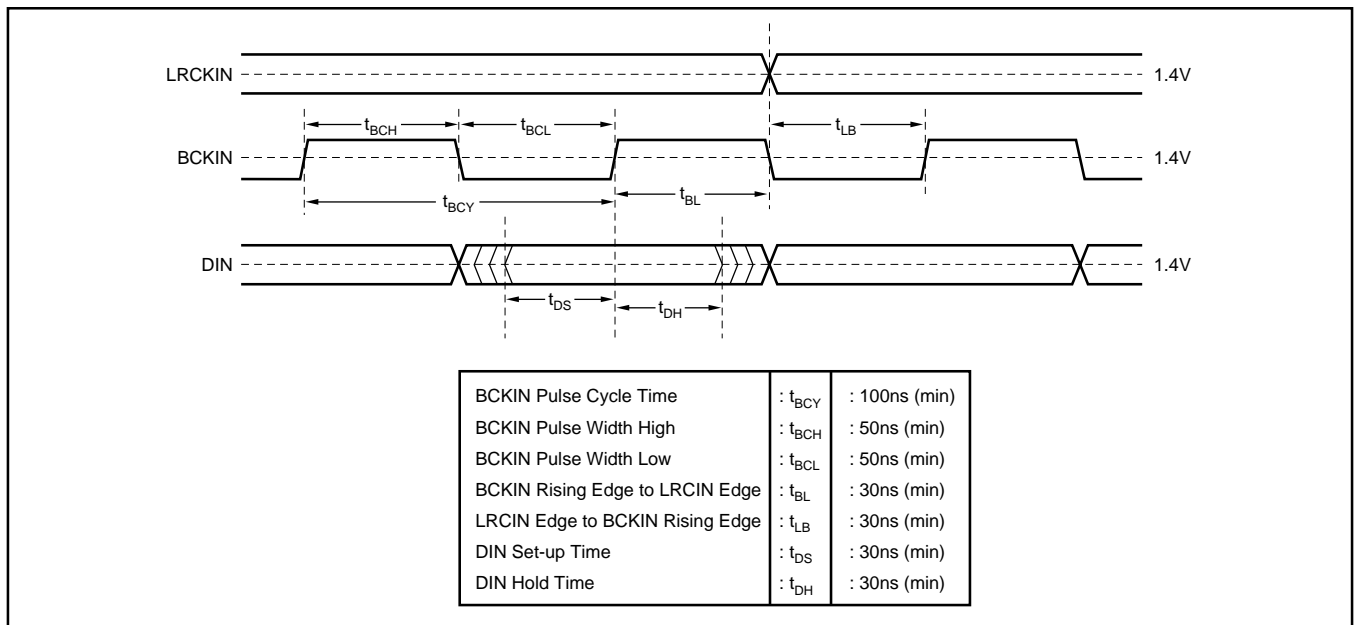 LRCKIN 1.4V
tBCH tBCL tLB
BCKIN 1.4V
tBCY tBL
DIN 1.4V
tDS tDH
BCKIN Pulse Cycle Time : tBCY : 100ns (min)
BCKIN Pulse Width High : tBCH : 50ns (min)
BCKIN Pulse Width Low : tBCL : 50ns (min)
BCKIN Rising Edge to LRCIN Edge : tBL : 30ns (min)
LRCIN Edge to BCKIN Rising Edge : tLB : 30ns (min)
DIN Set-up Time : tDS : 30ns (min)
DIN Hold Time : tDH : 30ns (min)